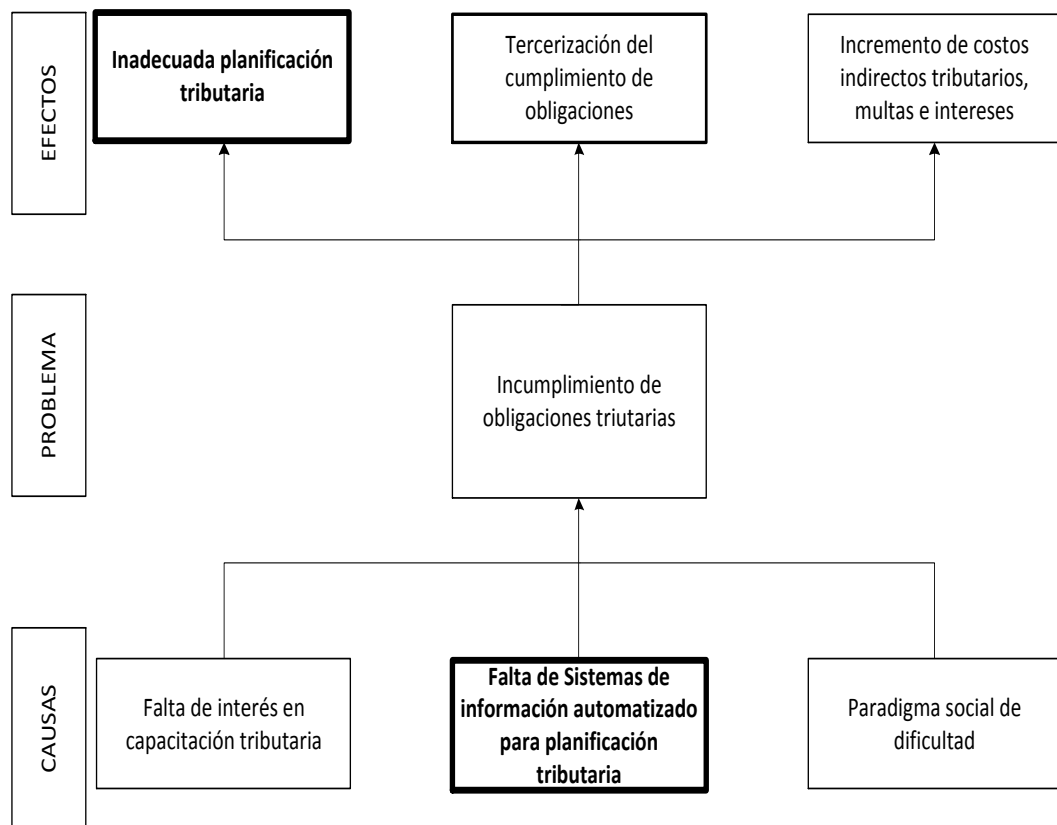 EFECTOS
Inadecuada planificación
tributaria
Tercerización del
cumplimiento de
obligaciones
Incremento de costos
indirectos tributarios,
multas e intereses
PROBLEMA
Incumplimiento de
obligaciones triutarias
CAUSAS
Falta de interés en
capacitación tributaria
Falta de Sistemas de
información automatizado
para planificación
tributaria
Paradigma social de
dificultad